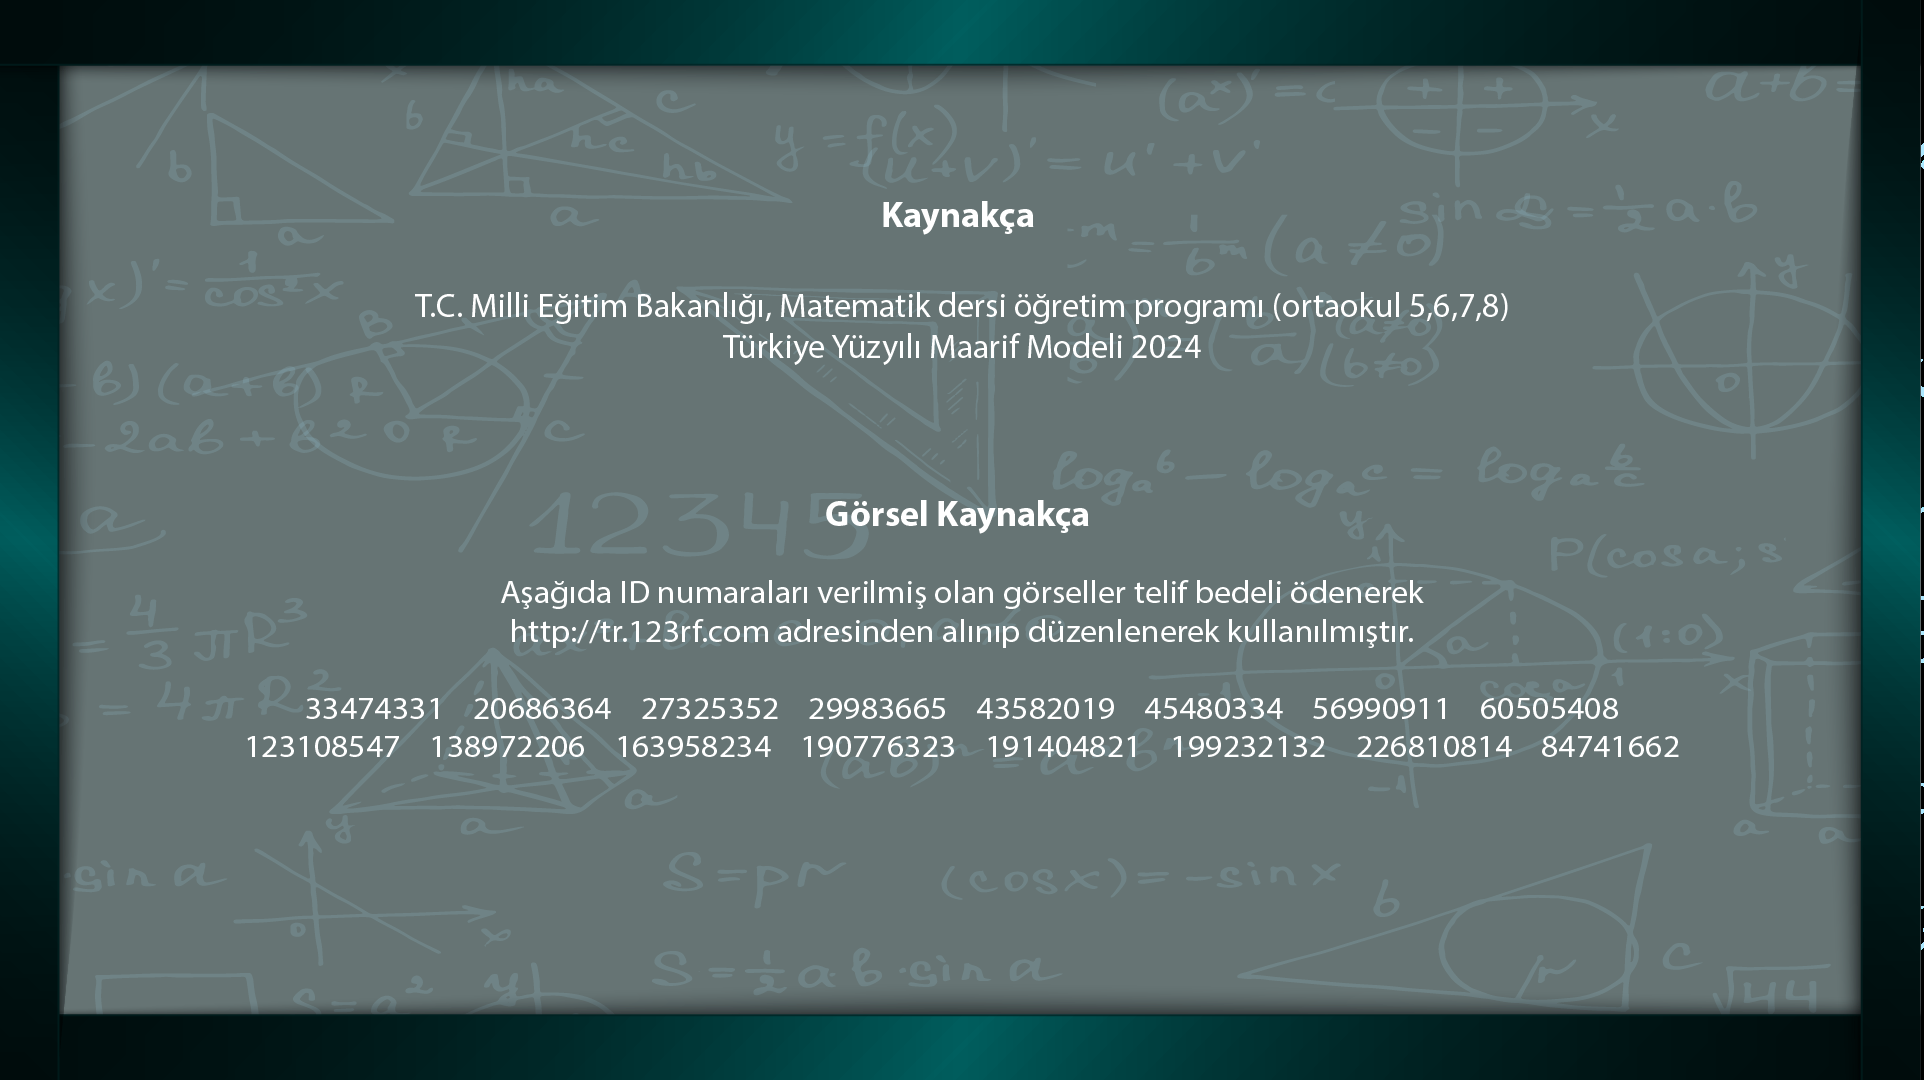 Kaynakça
T.C. Milli Eğitim Bakanlığı, Matematik dersi öğretim programı (ortaokul 5,6,7,8)
Türkiye Yüzyılı Maarif Modeli 2024
Görsel Kaynakça
Aşağıda ID numaraları verilmiş olan görseller telif bedeli ödenerek
http://tr.123rf.com adresinden alınıp düzenlenerek kullanılmıştır.
33474331 20686364 27325352 29983665 43582019 45480334 56990911 60505408
123108547 138972206 163958234 190776323 191404821 199232132 226810814 84741662